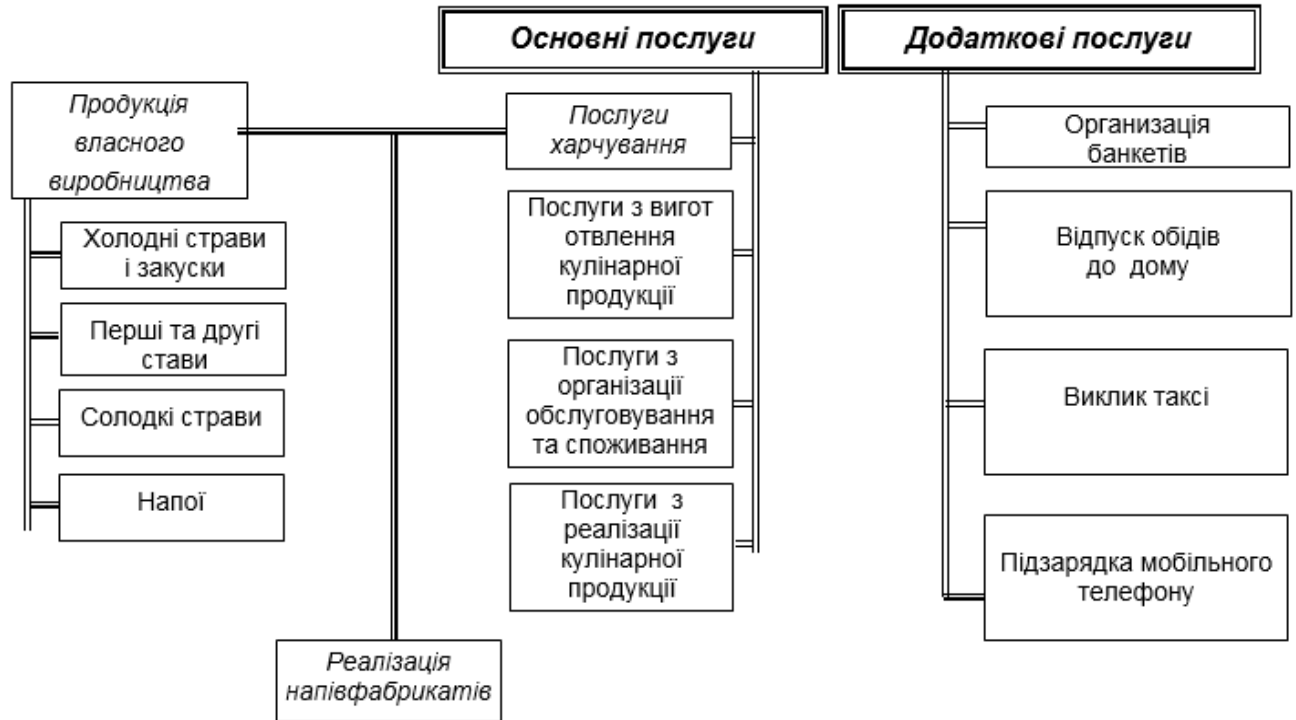 Основні послуги
Додаткові послуги
Продукція
власного
виробництва
Холодні страви
і закуски
Перші та другі
стави
Солодкі страви
Напої
Послуги
харчування
Послуги з вигот
отвлення
кулінарної
продукції
Послуги з
організації
обслуговування
та споживання
Послуги з
реалізації
кулінарної
продукції
Реалізація
напівфабрикатів
Организація
банкетів
Відпуск обідів
до дому
Виклик таксі
Підзарядка мобільного
телефону